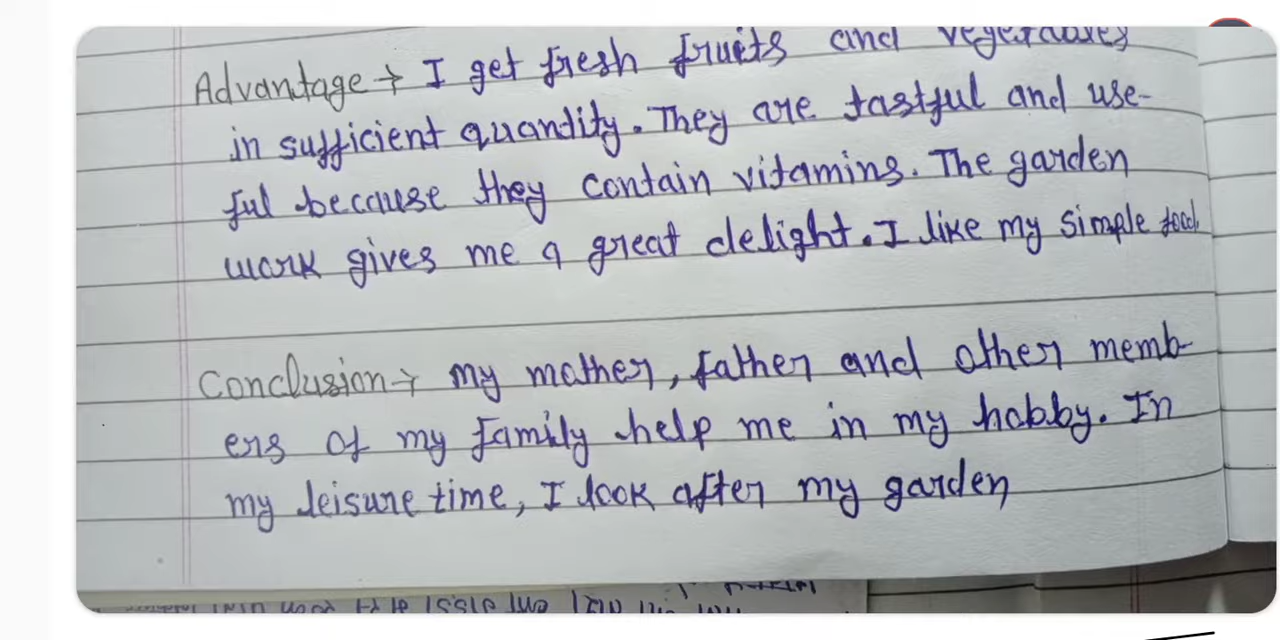 Advantage → I get fresh fruits and vegetables
in sufficient quantity. They are tastful and use-
ful because they contain vitamins. The garden
work gives me a great delight. I like my simple food
Conclusion → my mother, father and other memb-
ers of my family help me in my hobby. In
my leisure time, I look after my garden